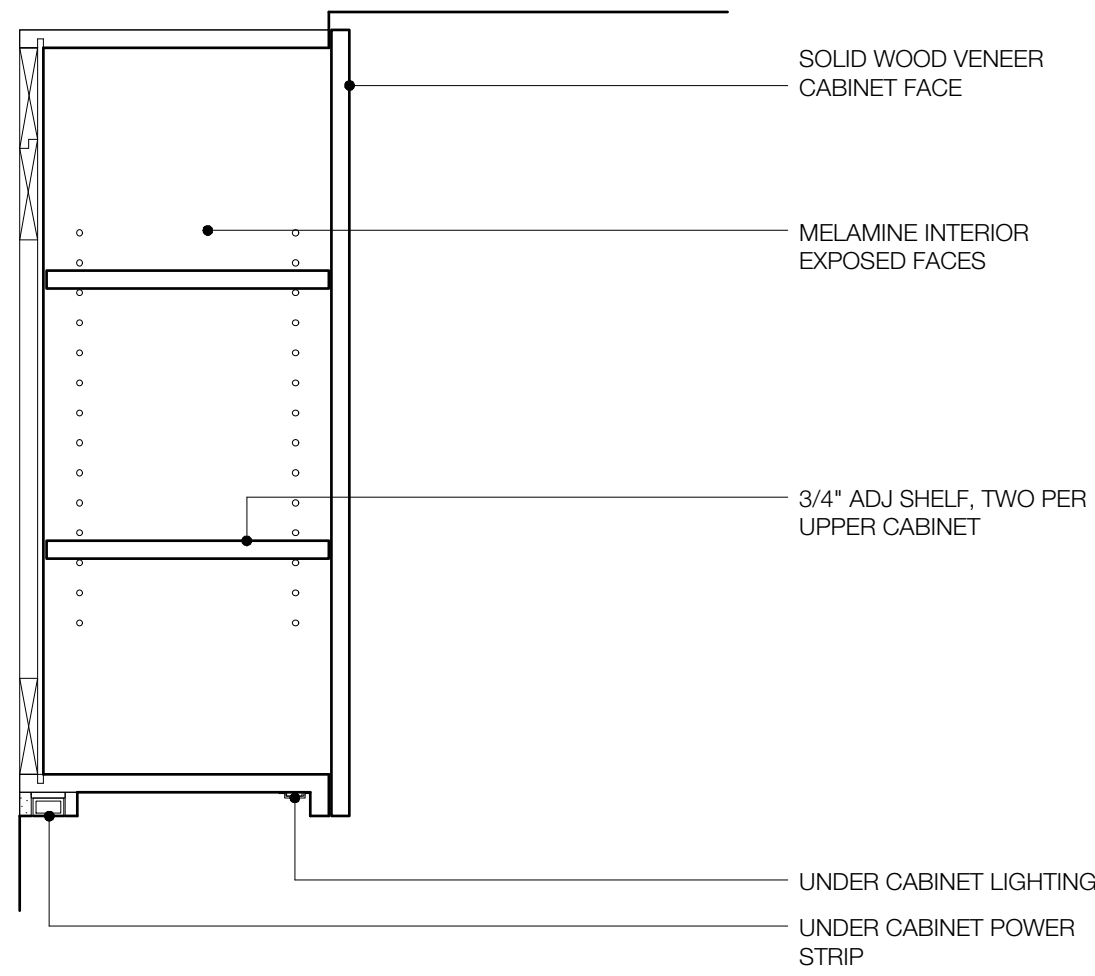 SOLID WOOD VENEER
CABINET FACE
MELAMINE INTERIOR
EXPOSED FACES
3/4" ADJ SHELF, TWO PER
UPPER CABINET
UNDER CABINET LIGHTING
UNDER CABINET POWER
STRIP